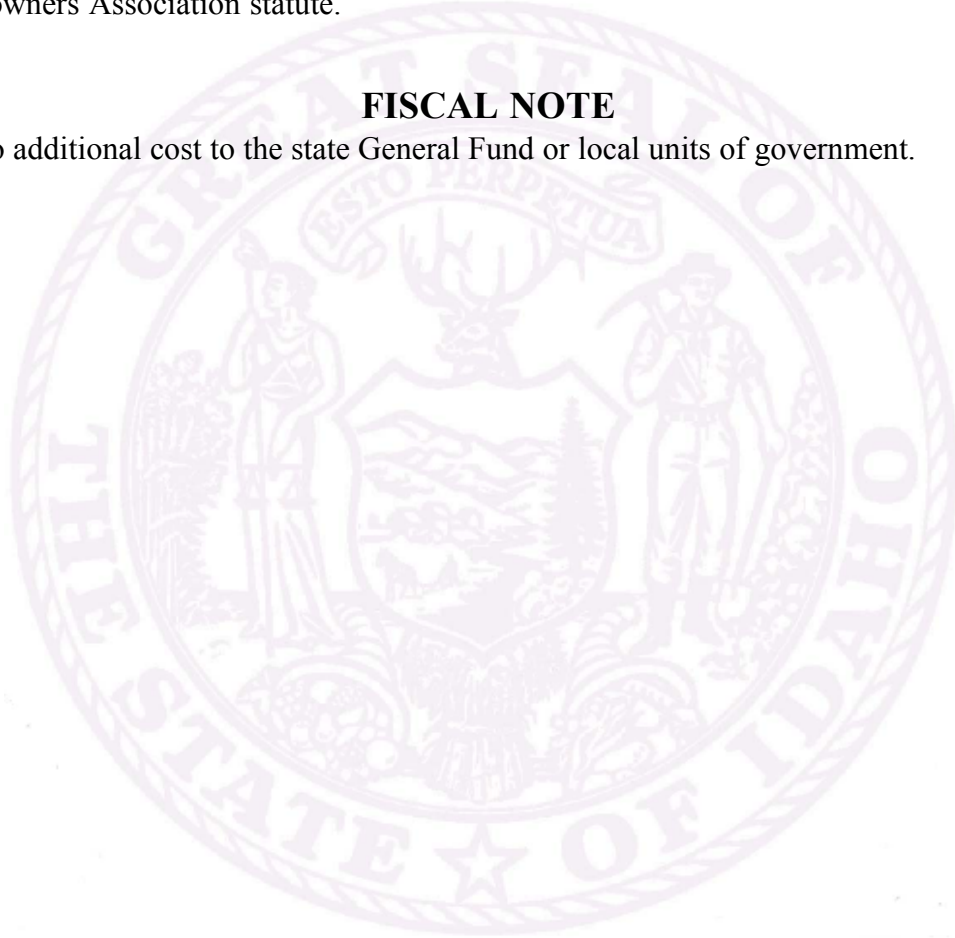 owners Association statute.
FISCAL NOTE
o additional cost to the state General Fund or local units of government.
GREAT SEAL OF
ESTO PERPETUA
THE STATE OF IDAHO